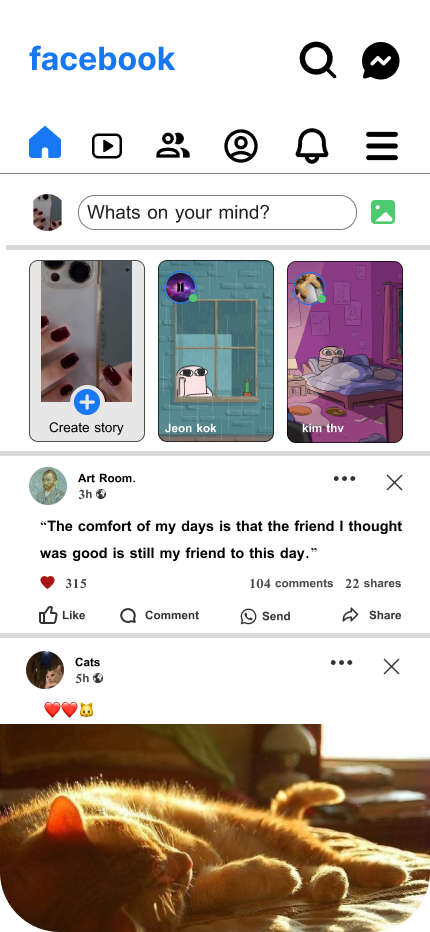 facebook
Whats on your mind?
Create story
Jeon kok
kim thv
Art Room.
3h
“The comfort of my days is that the friend I thought
was good is still my friend to this day.”
315
104 comments 22 shares
Like Comment Send Share
Cats
5h
❤️❤️🐱